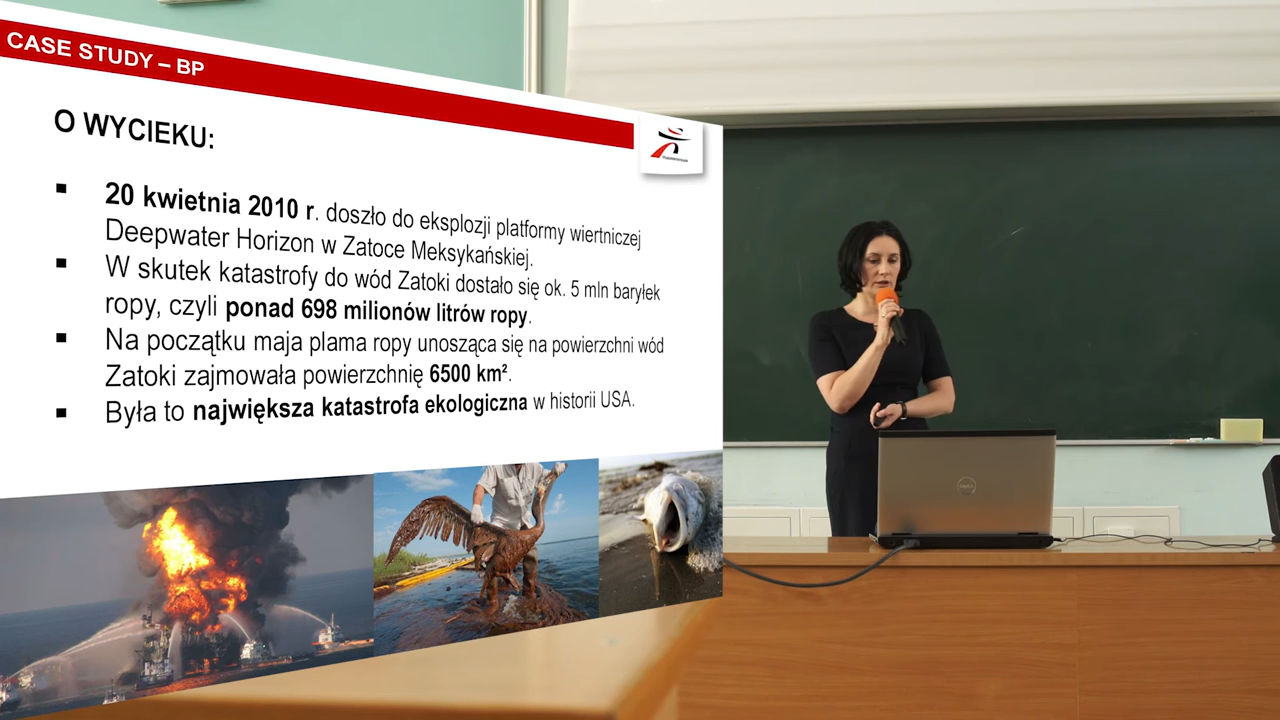 CASE STUDY – BP
O WYCIEKU:
▪ 20 kwietnia 2010 r. doszło do eksplozji platformy wiertniczej
Deepwater Horizon w Zatoce Meksykańskiej.
▪ W skutek katastrofy do wód Zatoki dostało się ok. 5 mln baryłek
ropy, czyli ponad 698 milionów litrów ropy.
▪ Na początku maja plama ropy unosząca się na powierzchni wód
Zatoki zajmowała powierzchnię 6500 km².
▪ Była to największa katastrofa ekologiczna w historii USA.
DELL